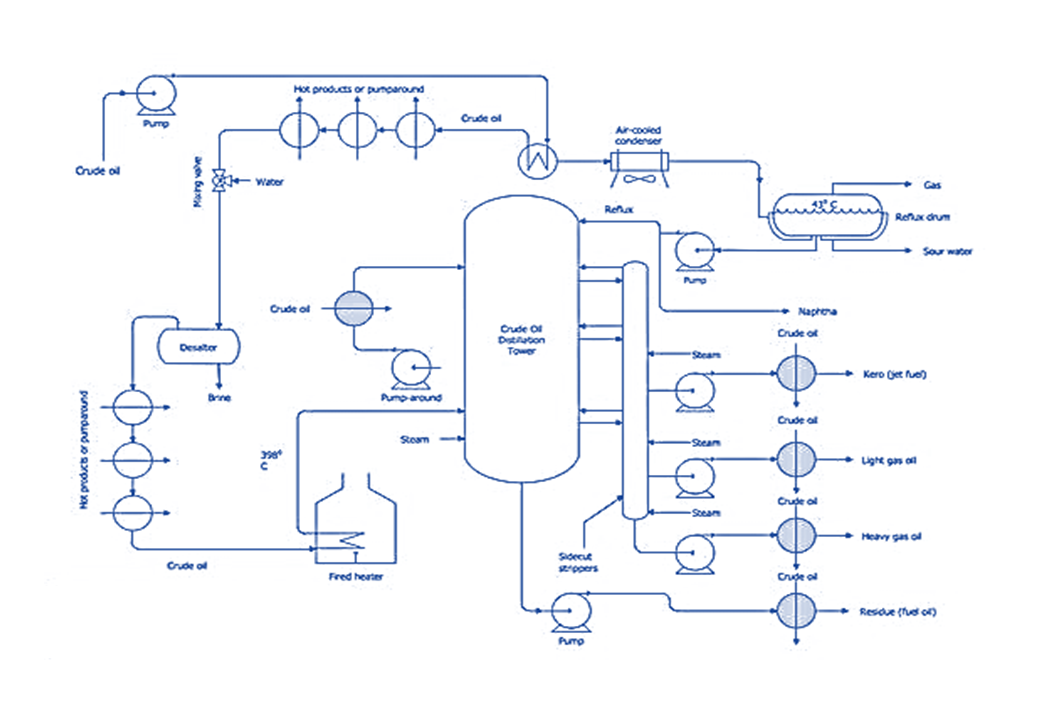 Hot products or pumparound
Pump
Crude oil
Air-cooled
condenser
Crude oil
Mixing valve
Water
Gas
43° C
Reflux drum
Reflux
Sour water
Pump
Crude oil
Naphtha
Crude Oil
Distillation
Tower
Crude oil
Desalter
Steam
Kero (jet fuel)
Brine
Pump-around
Hot products or pumparound
Steam
Crude oil
398°
C
Steam
Light gas oil
Crude oil
Steam
Heavy gas oil
Sidecut
strippers
Crude oil
Fired heater
Crude oil
Residue (fuel oil)
Pump